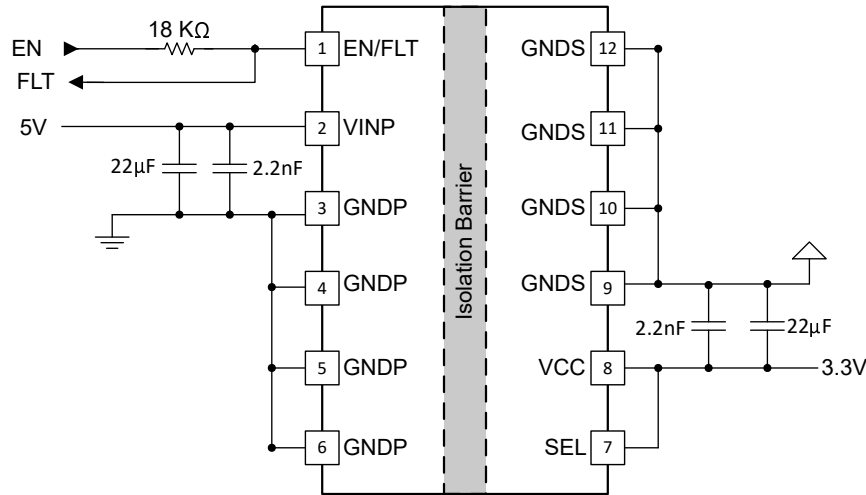 18 KΩ
EN
FLT
1
EN/FLT
GNDS
12
5V
2
VINP
GNDS
11
22µF
2.2nF
3
GNDP
GNDS
10
Isolation Barrier
4
GNDP
GNDS
9
2.2nF
22µF
5
GNDP
VCC
8
3.3V
6
GNDP
SEL
7